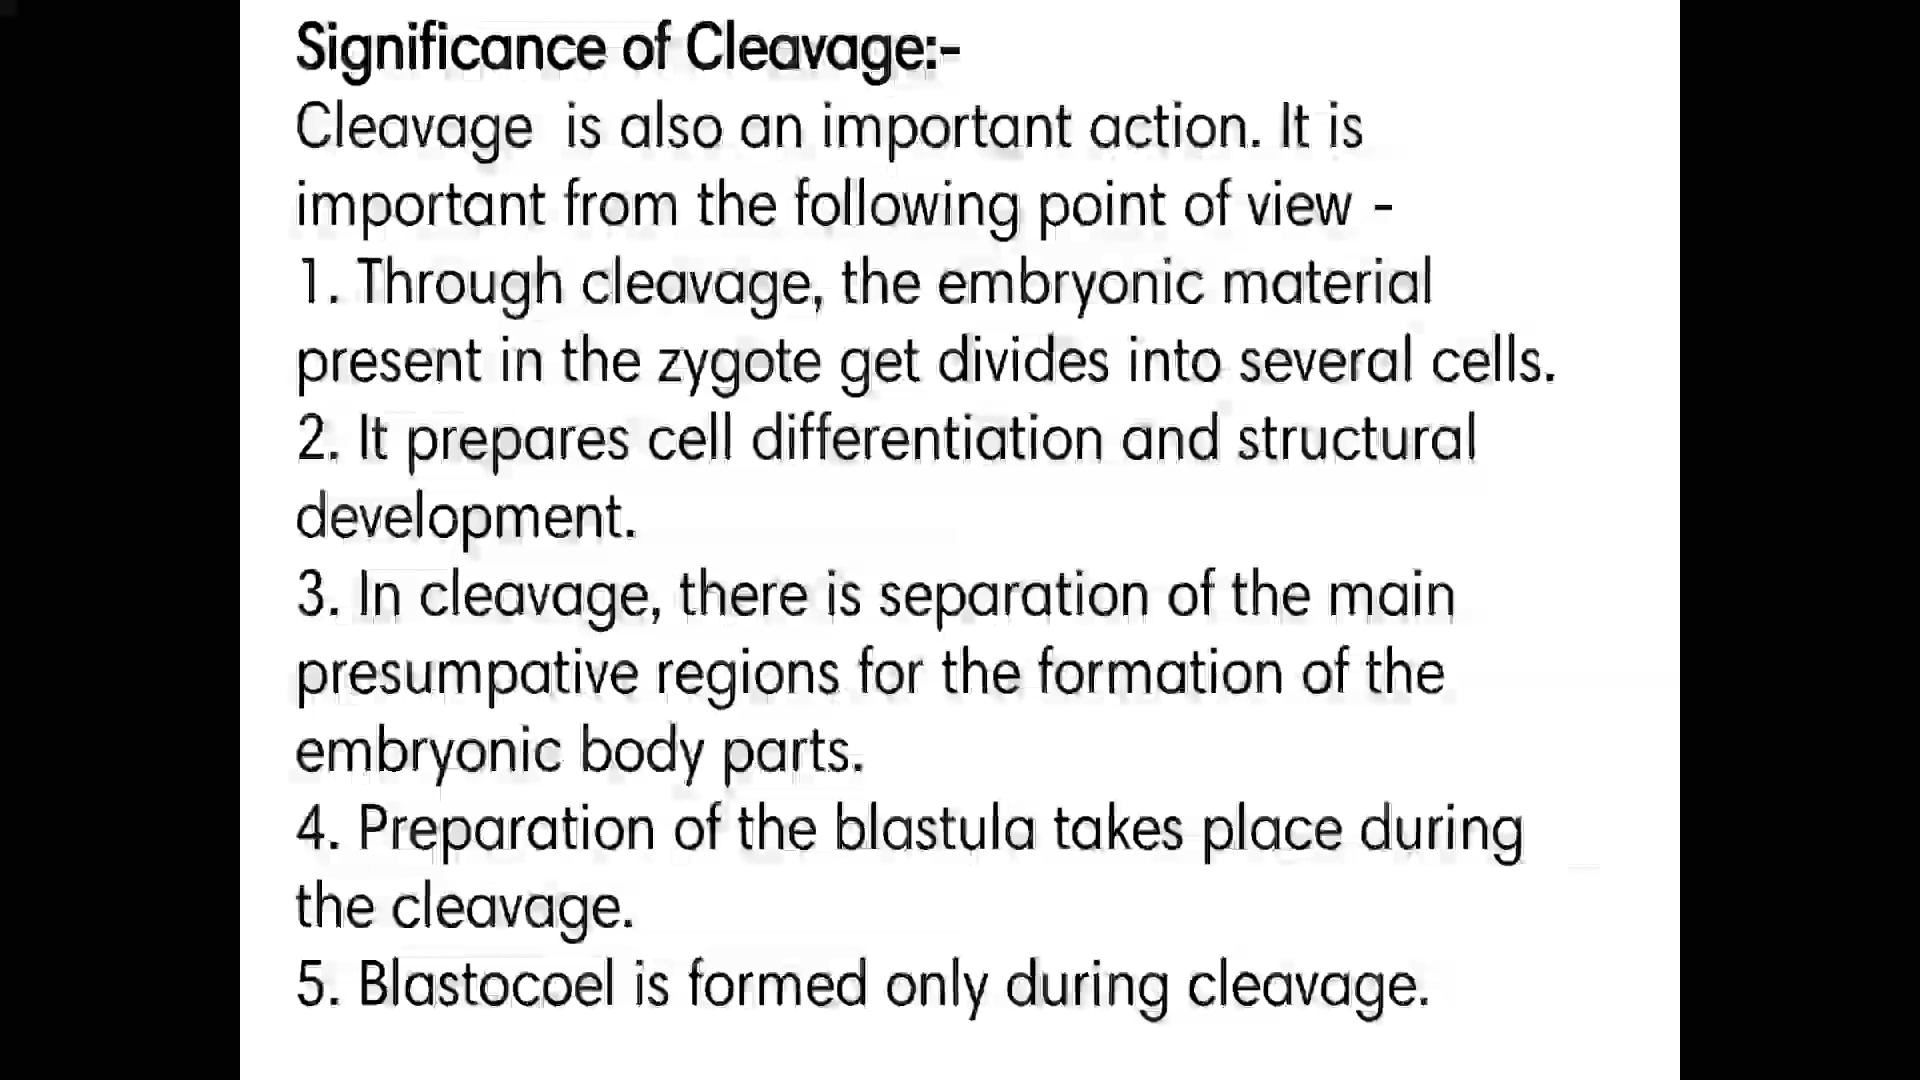 Significance of Cleavage:-
Cleavage is also an important action. It is
important from the following point of view -
1. Through cleavage, the embryonic material
present in the zygote get divides into several cells.
2. It prepares cell differentiation and structural
development.
3. In cleavage, there is separation of the main
presumpative regions for the formation of the
embryonic body parts.
4. Preparation of the blastula takes place during
the cleavage.
5. Blastocoel is formed only during cleavage.